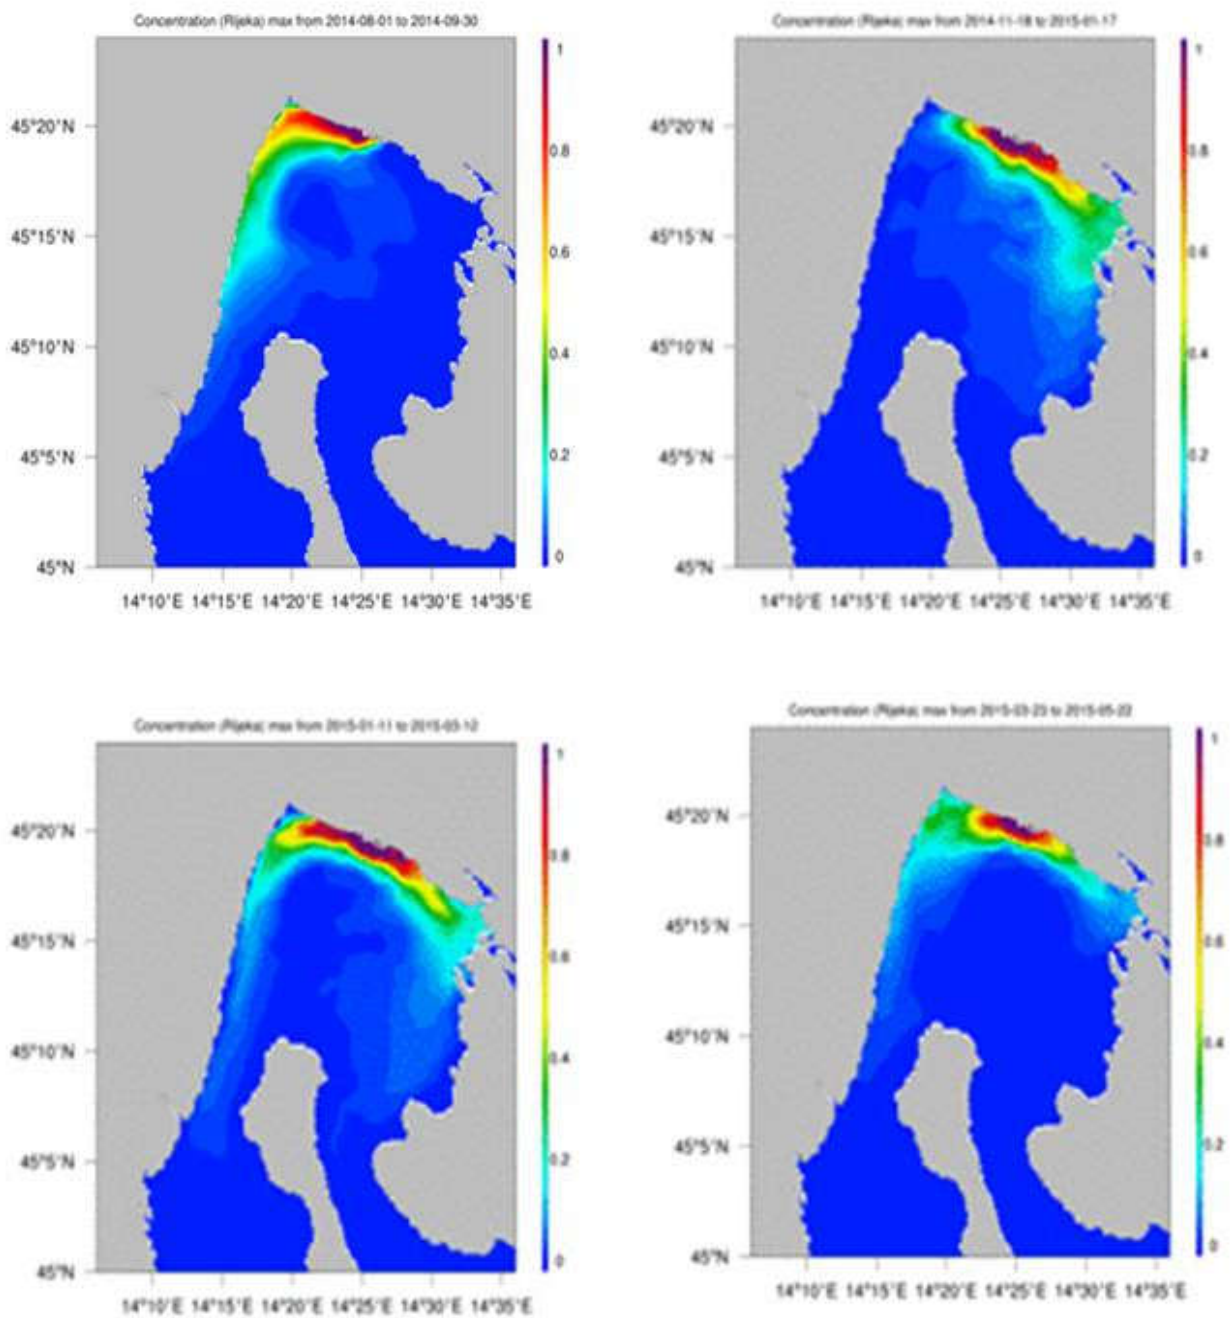 Concentration (Rijeka) max from 2014-08-01 to 2014-09-30
1
45°20'N
0.8
45°15'N
0.6
45°10'N
0.4
45°5'N
0.2
45°N
0
14°10'E 14°15'E 14°20'E 14°25'E 14°30'E 14°35'E
Concentration (Rijeka) max from 2014-11-18 to 2015-01-17
1
45°20'N
0.8
45°15'N
0.6
45°10'N
0.4
45°5'N
0.2
45°N
0
14°10'E 14°15'E 14°20'E 14°25'E 14°30'E 14°35'E
Concentration (Rijeka) max from 2015-01-11 to 2015-03-12
1
45°20'N
0.8
45°15'N
0.6
45°10'N
0.4
45°5'N
0.2
45°N
0
14°10'E 14°15'E 14°20'E 14°25'E 14°30'E 14°35'E
Concentration (Rijeka) max from 2015-03-23 to 2015-05-22
1
45°20'N
0.8
45°15'N
0.6
45°10'N
0.4
45°5'N
0.2
45°N
0
14°10'E 14°15'E 14°20'E 14°25'E 14°30'E 14°35'E